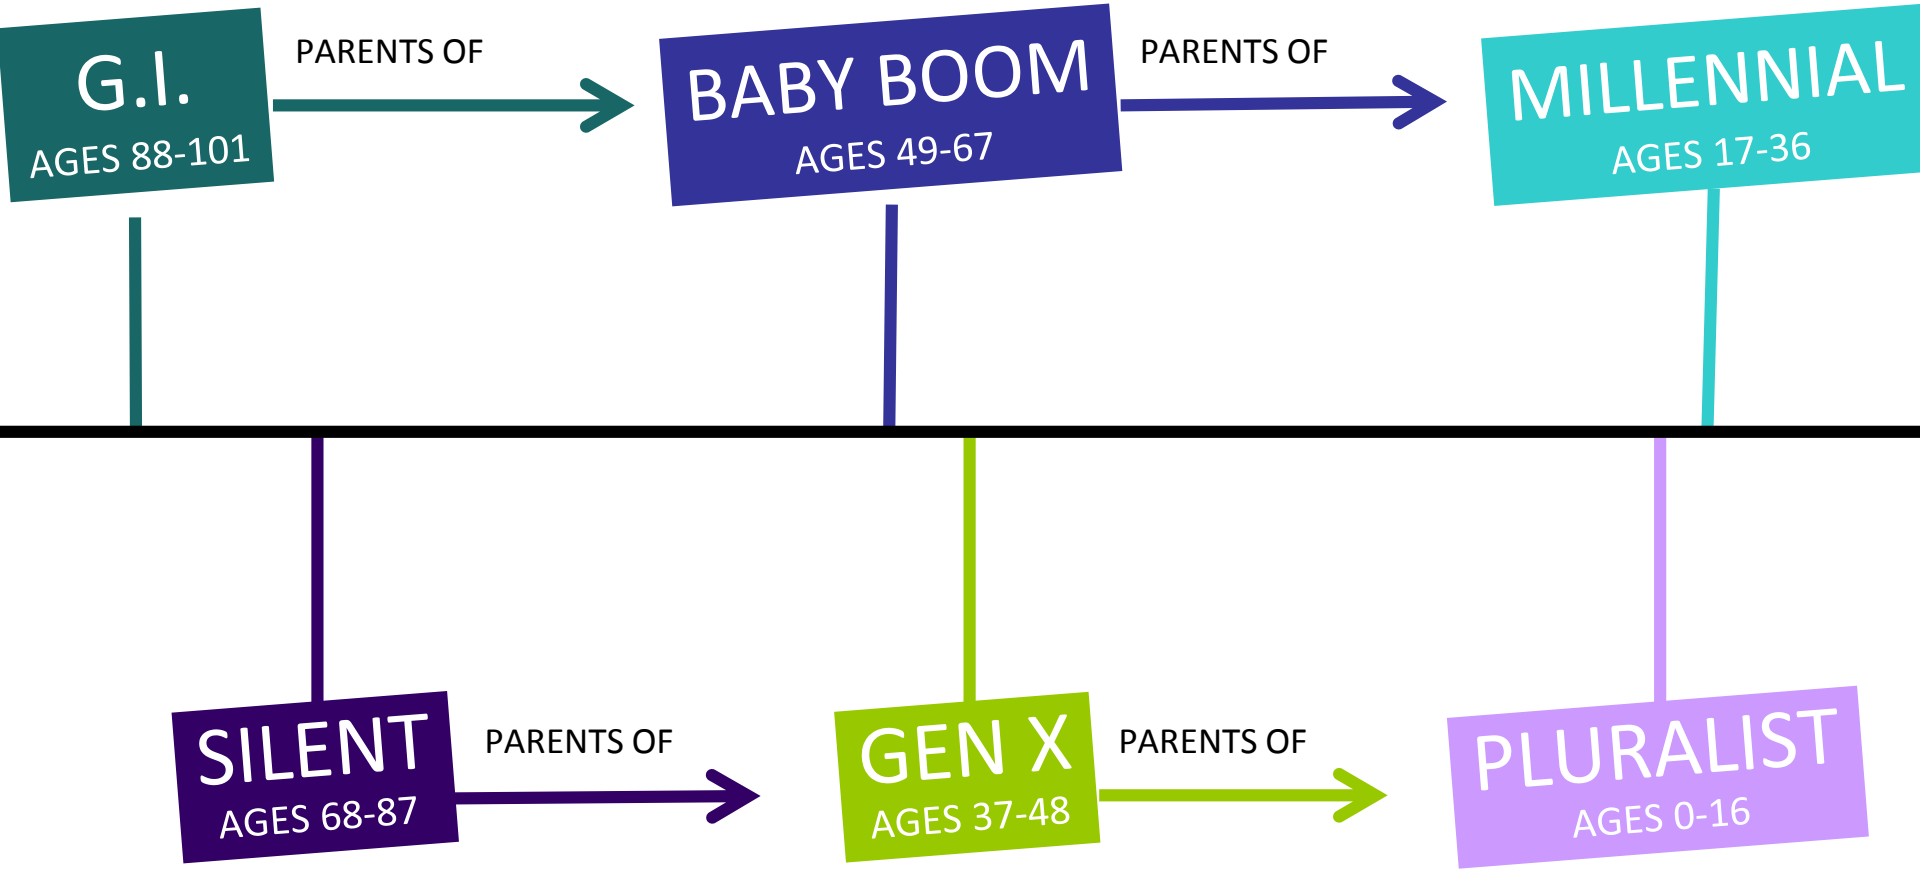 G.I.
AGES 88-101
PARENTS OF
BABY BOOM
AGES 49-67
PARENTS OF
MILLENNIAL
AGES 17-36
SILENT
AGES 68-87
PARENTS OF
GEN X
AGES 37-48
PARENTS OF
PLURALIST
AGES 0-16